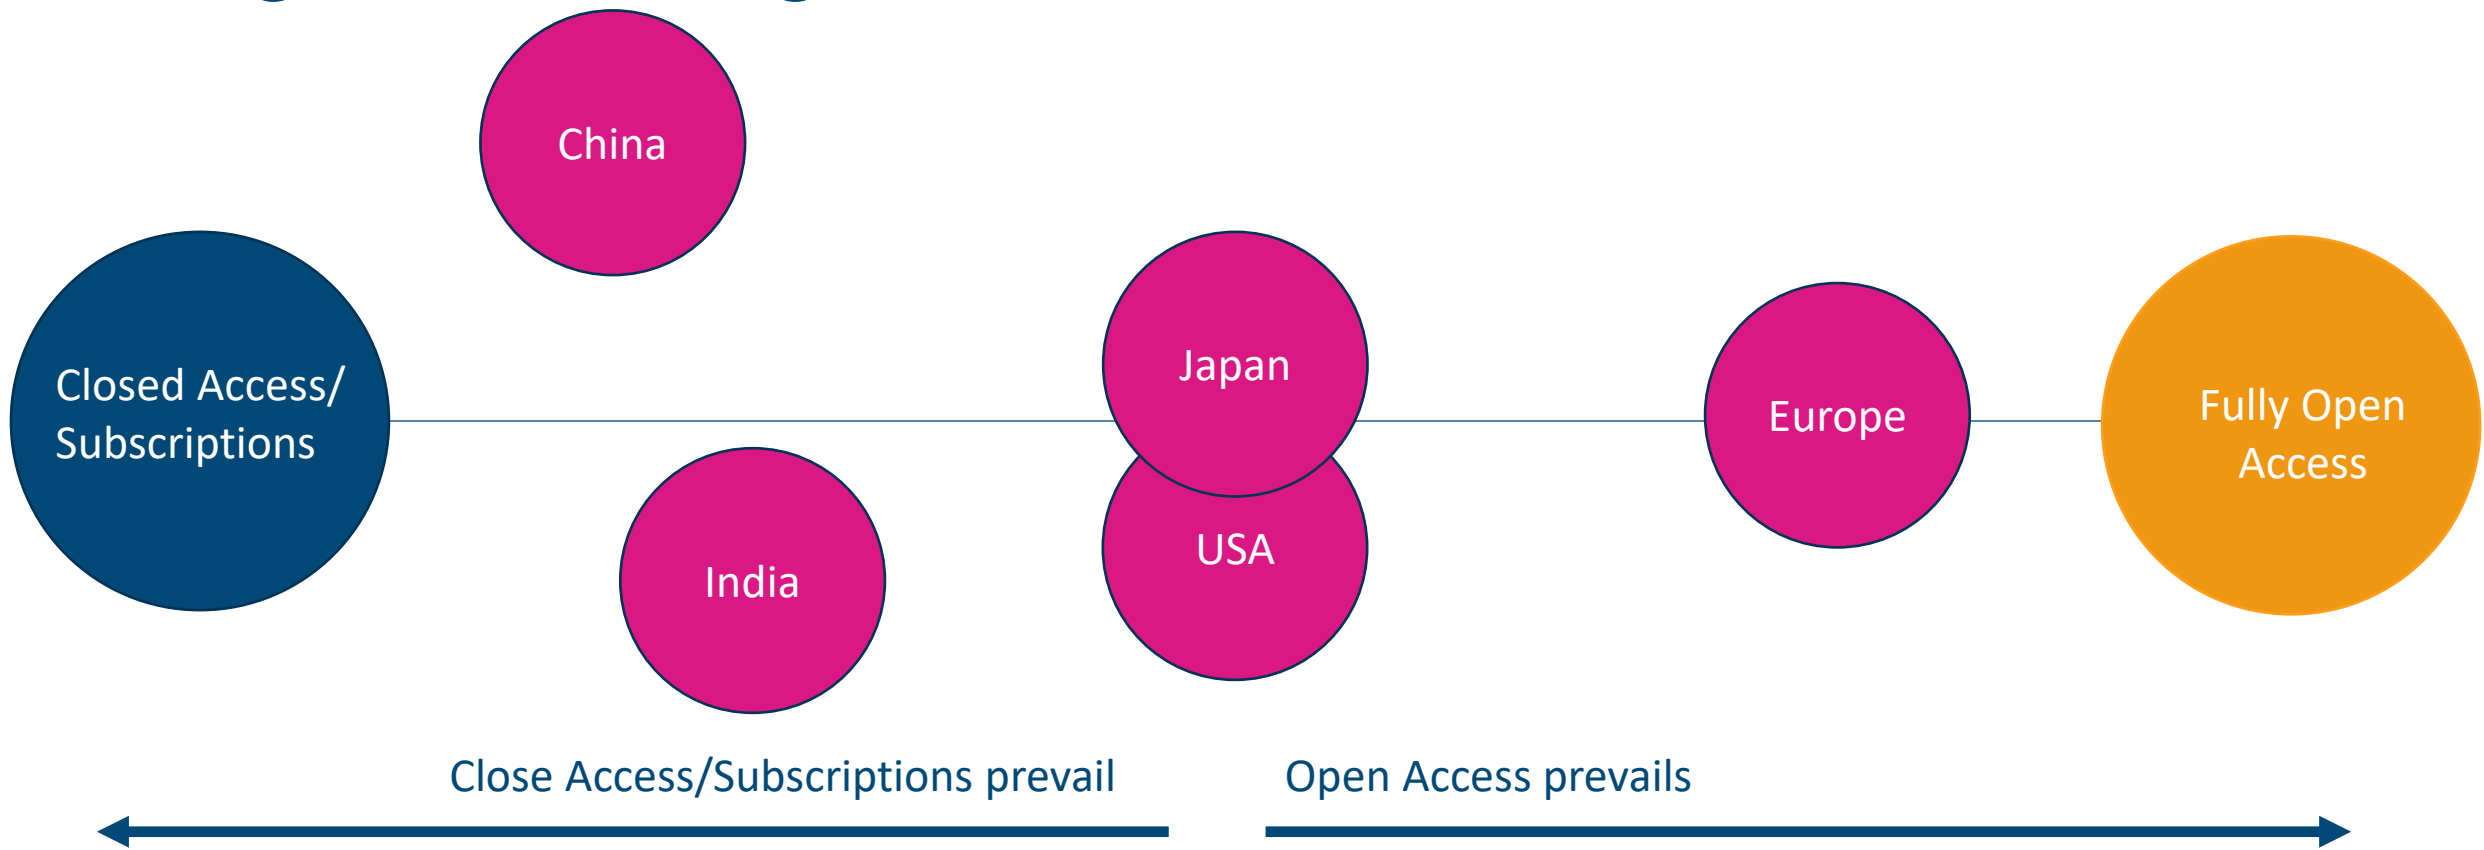 China
Closed Access/
Subscriptions
Japan
Europe
Fully Open
Access
USA
India
Close Access/Subscriptions prevail
Open Access prevails